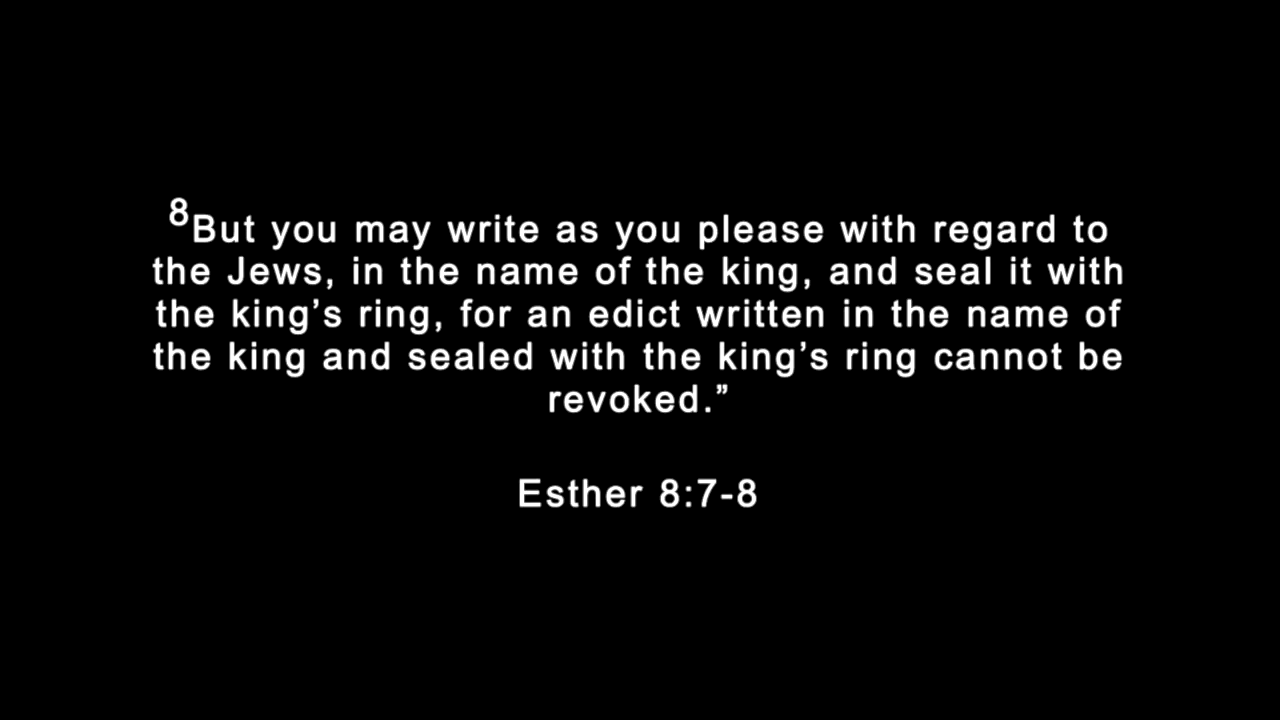 8But you may write as you please with regard to
the Jews, in the name of the king, and seal it with
the king’s ring, for an edict written in the name of
the king and sealed with the king’s ring cannot be
revoked.”
Esther 8:7-8